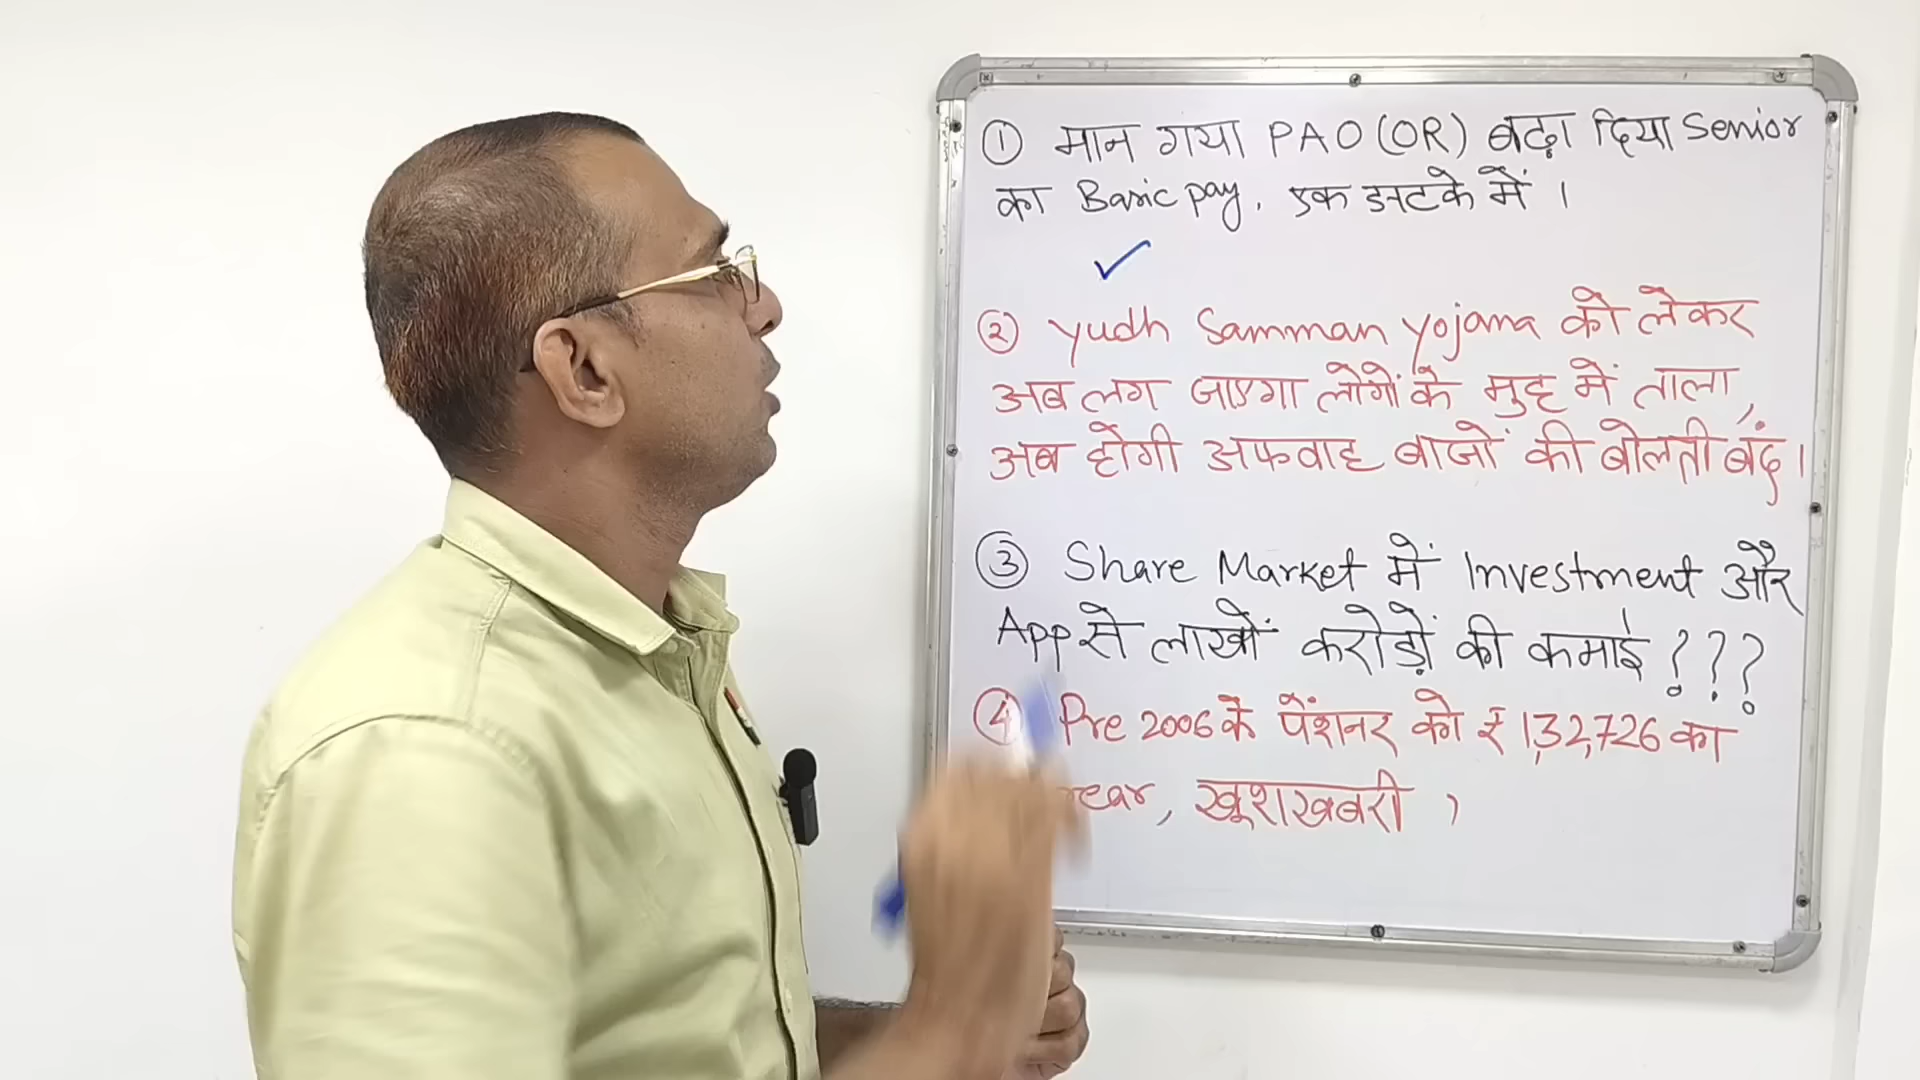 ① मान गया PAO(OR) बढ़ा दिया Senior
का Basic pay. एक झटके में ।
② Yudh Samman Yojana को लेकर
अब लग जाएगा लोगों के मुह में ताला,
अब होगी अफवाह बाजों की बोलती बंद ।
③ Share Market में Investment और
App से लाखों करोड़ों की कमाई ???
④ Pre 2006 के पेंशनर को ₹ 1,32,726 का
खुशखबरी ,